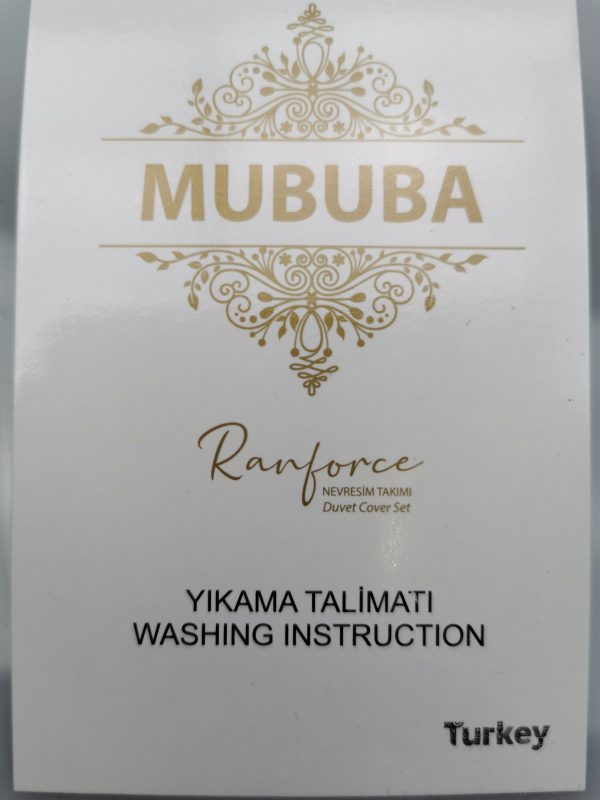 MUBUBA
Ranforce
NEVRESİM TAKIMI
Duvet Cover Set
YIKAMA TALİMATI
WASHING INSTRUCTION
Turkey